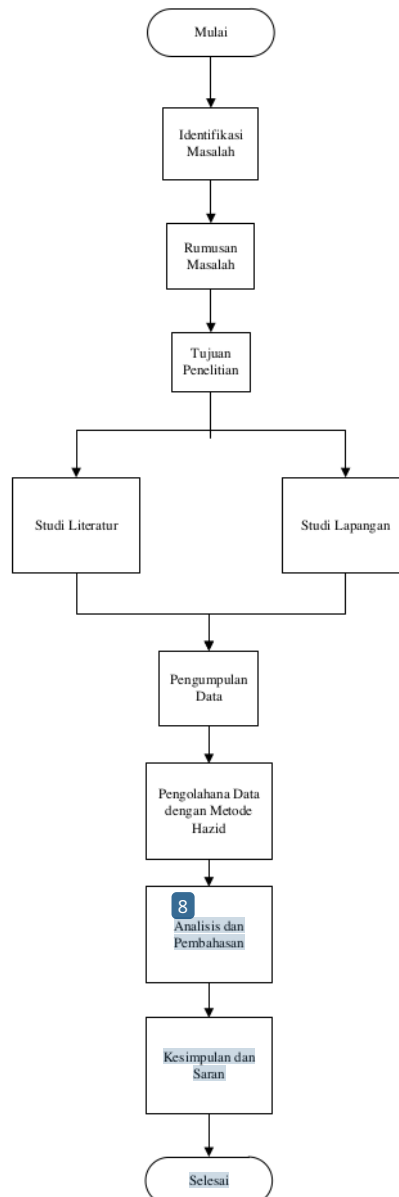 Mulai
Identifikasi
Masalah
Rumusan
Masalah
Tujuan
Penelitian
Studi Literatur
Studi Lapangan
Pengumpulan
Data
Pengolahana Data
dengan Metode
Hazid
8
Analisis dan
Pembahasan
Kesimpulan dan
Saran
Selesai